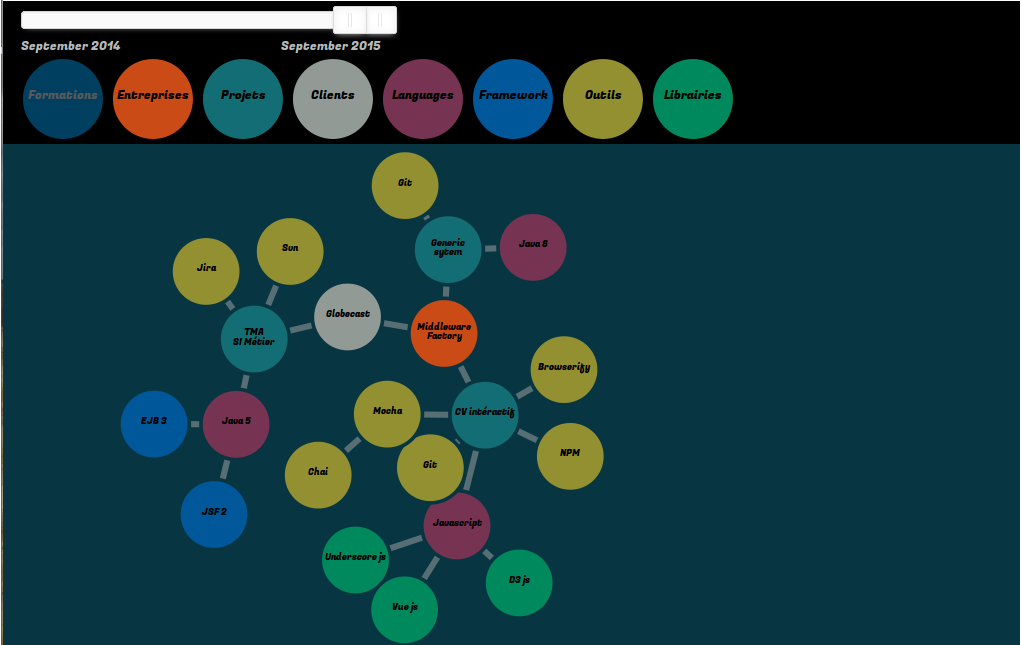 September 2014
September 2015
Formations
Entreprises
Projets
Clients
Languages
Framework
Outils
Librairies
Git
Generic
sytem
Java 8
Svn
Jira
Globecast
TMA
SI Métier
Middleware
Factory
Browserify
Mocha
CV intéractif
EJB 3
Java 5
NPM
Git
Chai
JSF 2
Javascript
Underscore js
D3 js
Vue js